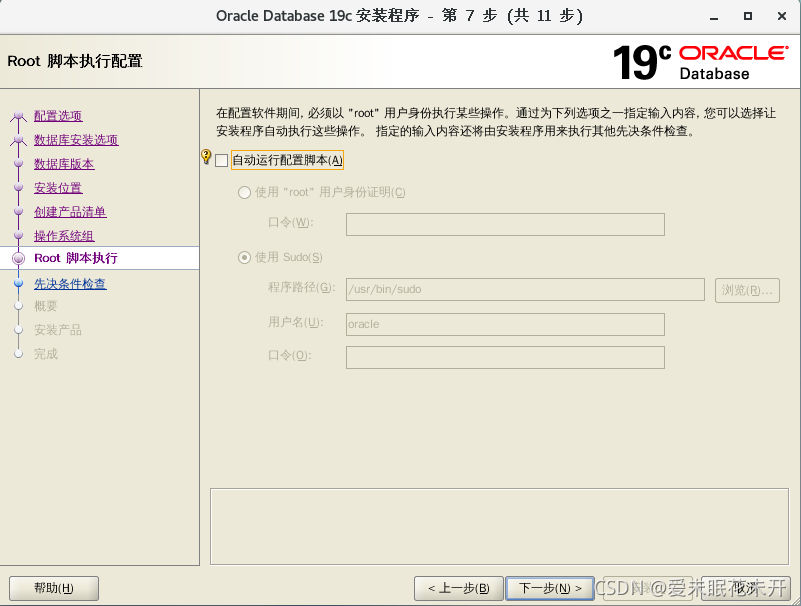 Oracle Database 19c 安装程序 - 第 7 步 (共 11 步)
Root 脚本执行配置
19c ORACLE
Database
配置选项
数据库安装选项
数据库版本
安装位置
创建产品清单
操作系统组
Root 脚本执行
先决条件检查
概要
安装产品
完成
在配置软件期间, 必须以 "root" 用户身份执行某些操作。通过为下列选项之一指定输入内容, 您可以选择让
安装程序自动执行这些操作。 指定的输入内容还将由安装程序用来执行其他先决条件检查。
自动运行配置脚本(A)
使用 "root" 用户身份证明(C)
口令(W):
使用 Sudo(S)
程序路径(G): /usr/bin/sudo 浏览(R)...
用户名(U): oracle
口令(O):
帮助(H) < 上一步(B) 下一步(N) > 取消
CSDN @爱未眠花未开